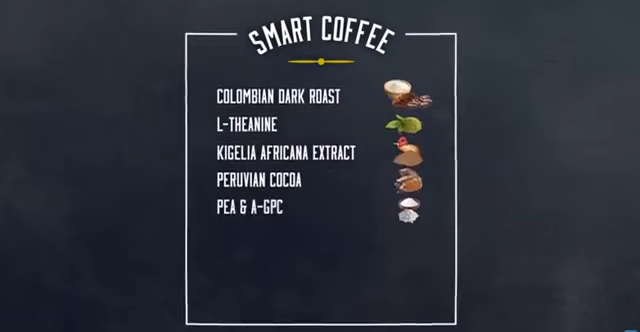 SMART COFFEE
COLOMBIAN DARK ROAST
L-THEANINE
KIGELIA AFRICANA EXTRACT
PERUVIAN COCOA
PEA & A-GPC